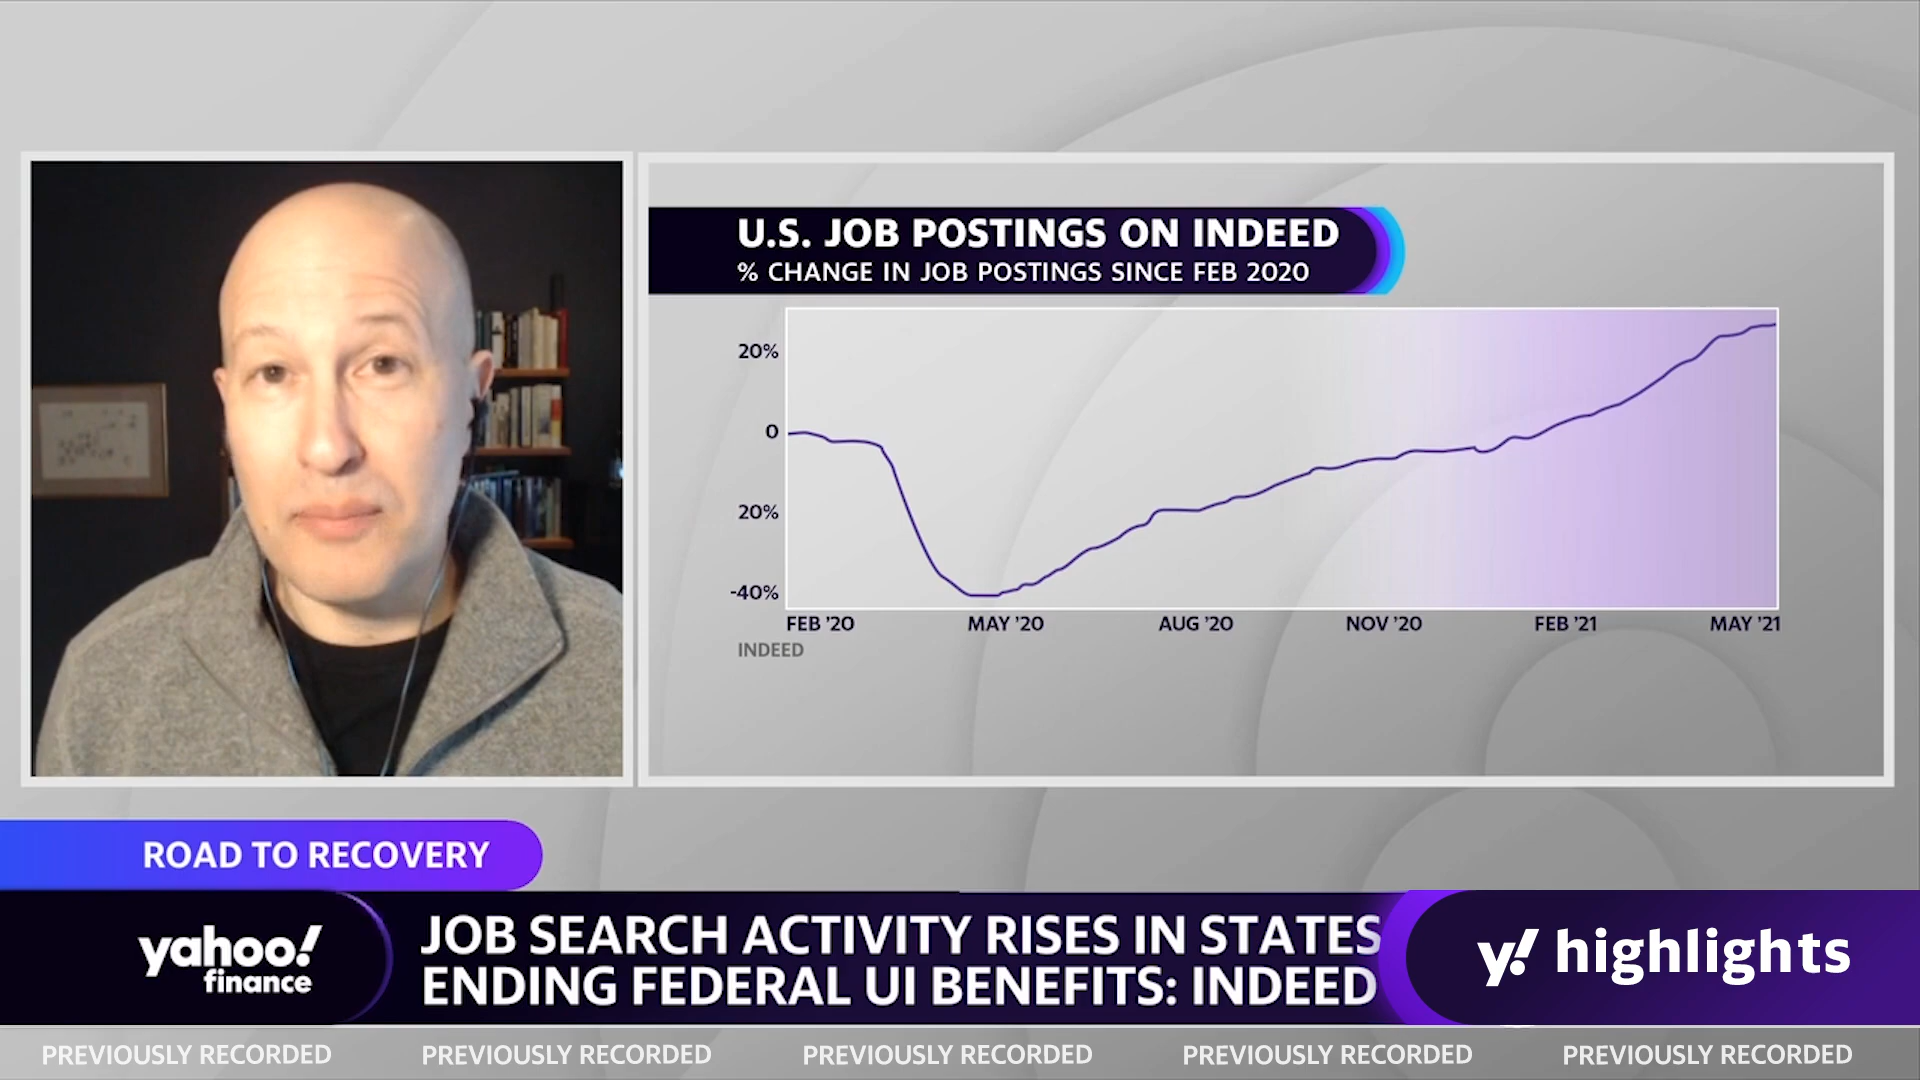 U.S. JOB POSTINGS ON INDEED
% CHANGE IN JOB POSTINGS SINCE FEB 2020
20%
0
20%
-40%
FEB '20 MAY '20 AUG '20 NOV '20 FEB '21 MAY '21
INDEED
ROAD TO RECOVERY
yahoo!
finance
JOB SEARCH ACTIVITY RISES IN STATES
ENDING FEDERAL UI BENEFITS: INDEED
y! highlights
PREVIOUSLY RECORDED PREVIOUSLY RECORDED PREVIOUSLY RECORDED PREVIOUSLY RECORDED PREVIOUSLY RECORDED